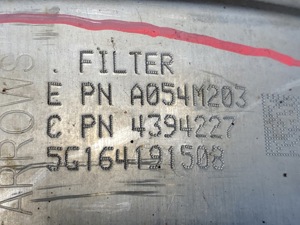 . FILTER
E PN A054M203
C PN 4394227
5G164191508
ARROWS